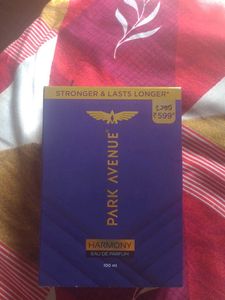 STRONGER & LASTS LONGER*
₹599*
PARK AVENUE
HARMONY
EAU DE PARFUM
100 ml